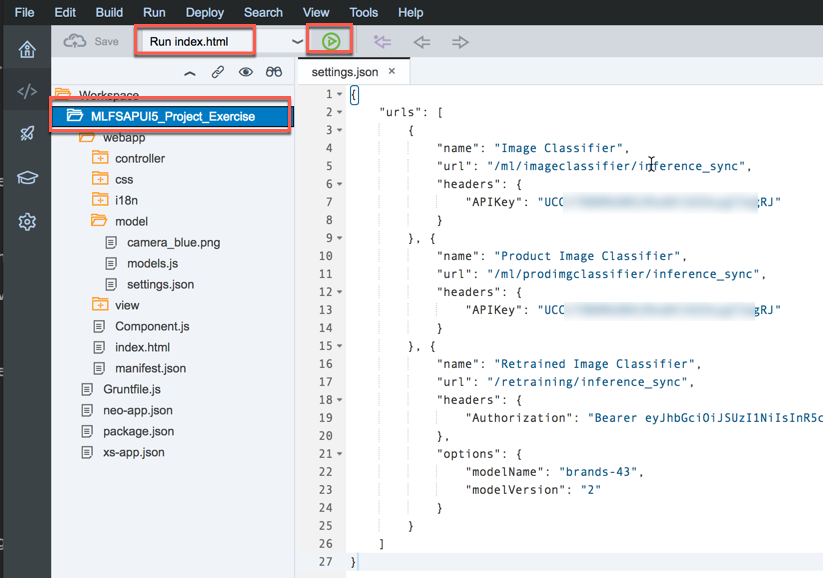 File Edit Build Run Deploy Search View Tools Help
Save Run index.html
settings.json ×
Workspace
MLFSAPUI5_Project_Exercise
webapp
controller
css
i18n
model
camera_blue.png
models.js
settings.json
view
Component.js
index.html
manifest.json
Gruntfile.js
neo-app.json
package.json
xs-app.json
1 {
2 "urls": [
3 {
4 "name": "Image Classifier",
5 "url": "/ml/imageclassifier/inference_sync",
6 "headers": {
7 "APIKey": "UCC gRJ"
8 }
9 }, {
10 "name": "Product Image Classifier",
11 "url": "/ml/prodimgclassifier/inference_sync",
12 "headers": {
13 "APIKey": "UCC gRJ"
14 }
15 }, {
16 "name": "Retrained Image Classifier",
17 "url": "/retraining/inference_sync",
18 "headers": {
19 "Authorization": "Bearer eyJhbGciOiJSUzI1NiIsInR5c
20 },
21 "options": {
22 "modelName": "brands-43",
23 "modelVersion": "2"
24 }
25 }
26 ]
27 }